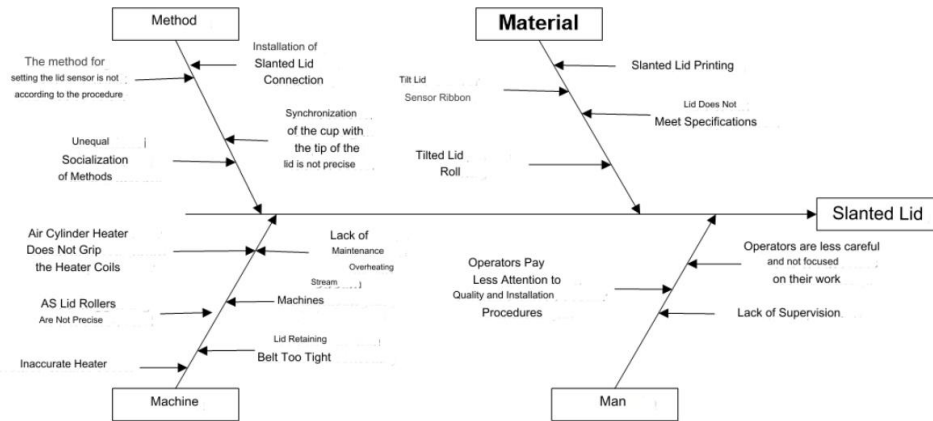 Method
Material
The method for
setting the lid sensor is not
according to the procedure
Installation of
Slanted Lid
Connection
Unequal
Socialization
of Methods
Synchronization
of the cup with
the tip of the
lid is not precise
Tilt Lid
Sensor Ribbon
Slanted Lid Printing
Lid Does Not
Meet Specifications
Tilted Lid
Roll
Slanted Lid
Air Cylinder Heater
Does Not Grip
the Heater Coils
Lack of
Maintenance
Overheating
Stream
Machines
AS Lid Rollers
Are Not Precise
Lid Retaining
Belt Too Tight
Inaccurate Heater
Operators Pay
Less Attention to
Quality and Installation
Procedures
Operators are less careful
and not focused
on their work
Lack of Supervision
Machine
Man